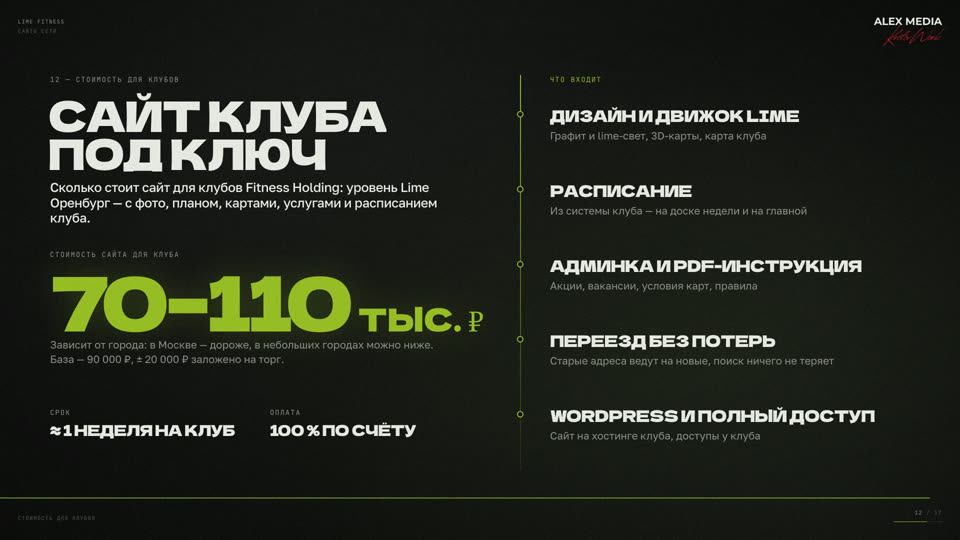 LIME FITNESS
САЙТЫ СЕТИ
ALEX MEDIA
12 — СТОИМОСТЬ ДЛЯ КЛУБОВ
САЙТ КЛУБА
ПОД КЛЮЧ
Сколько стоит сайт для клубов Fitness Holding: уровень Lime
Оренбург — с фото, планом, картами, услугами и расписанием
клуба.
СТОИМОСТЬ САЙТА ДЛЯ КЛУБА
70–110 ТЫС. ₽
Зависит от города: в Москве — дороже, в небольших городах можно ниже.
База — 90 000 ₽, ± 20 000 ₽ заложено на торг.
СРОК
≈ 1 НЕДЕЛЯ НА КЛУБ
ОПЛАТА
100 % ПО СЧЁТУ
ЧТО ВХОДИТ
ДИЗАЙН И ДВИЖОК LIME
Графит и lime-свет, 3D-карты, карта клуба
РАСПИСАНИЕ
Из системы клуба — на доске недели и на главной
АДМИНКА И PDF-ИНСТРУКЦИЯ
Акции, вакансии, условия карт, правила
ПЕРЕЕЗД БЕЗ ПОТЕРЬ
Старые адреса ведут на новые, поиск ничего не теряет
WORDPRESS И ПОЛНЫЙ ДОСТУП
Сайт на хостинге клуба, доступы у клуба
СТОИМОСТЬ ДЛЯ КЛУБОВ
12 / 17